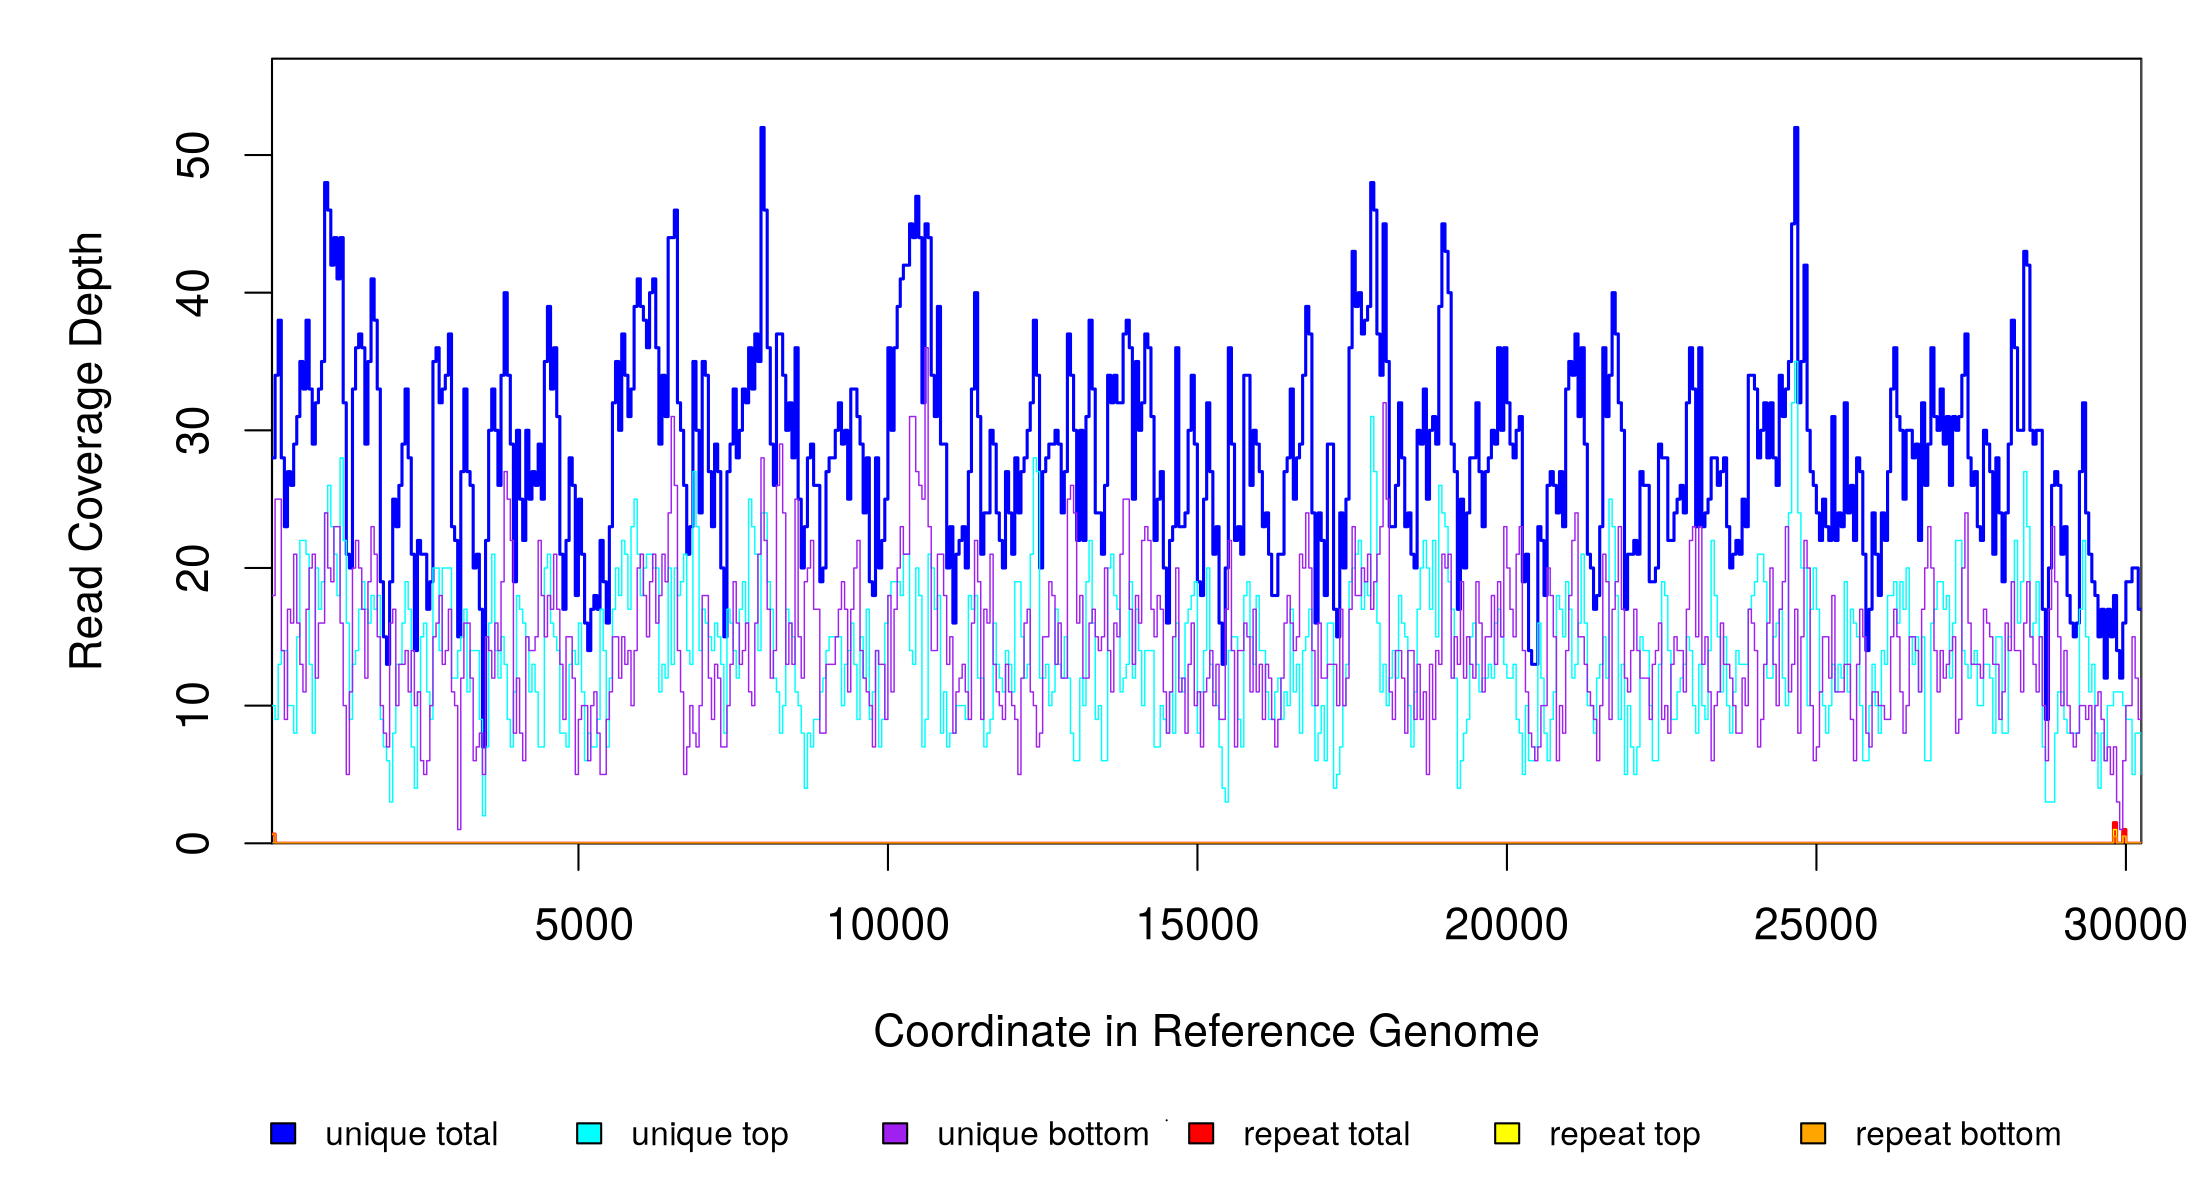 Read Coverage Depth
50
40
30
20
10
0
5000 10000 15000 20000 25000 30000
Coordinate in Reference Genome
unique total unique top unique bottom repeat total repeat top repeat bottom